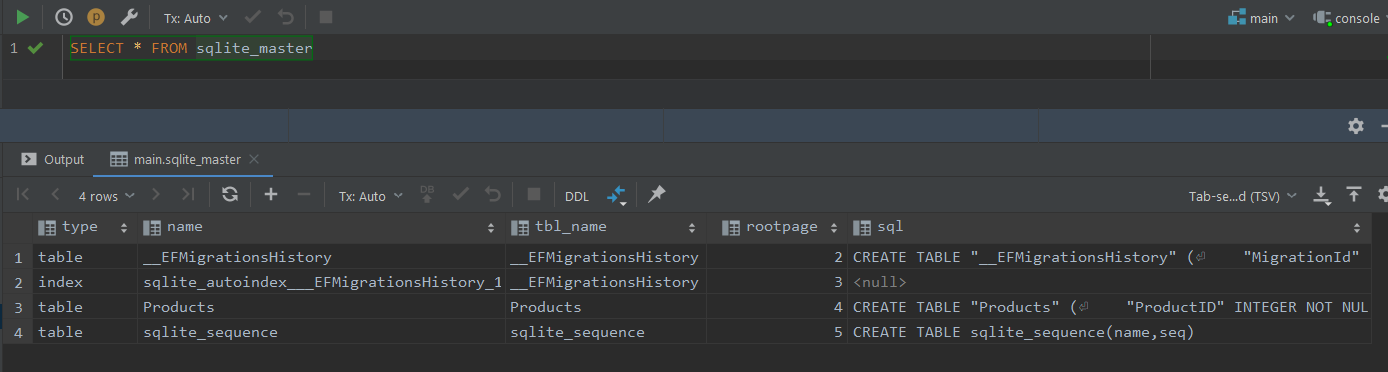 Tx: Auto main console
1 SELECT * FROM sqlite_master
Output main.sqlite_master
4 rows Tx: Auto DB DDL Tab-se...d (TSV)
type name tbl_name rootpage sql
1 table __EFMigrationsHistory __EFMigrationsHistory 2 CREATE TABLE "__EFMigrationsHistory" (⏎ "MigrationId"
2 index sqlite_autoindex___EFMigrationsHistory_1 __EFMigrationsHistory 3 <null>
3 table Products Products 4 CREATE TABLE "Products" (⏎ "ProductID" INTEGER NOT NUL
4 table sqlite_sequence sqlite_sequence 5 CREATE TABLE sqlite_sequence(name,seq)